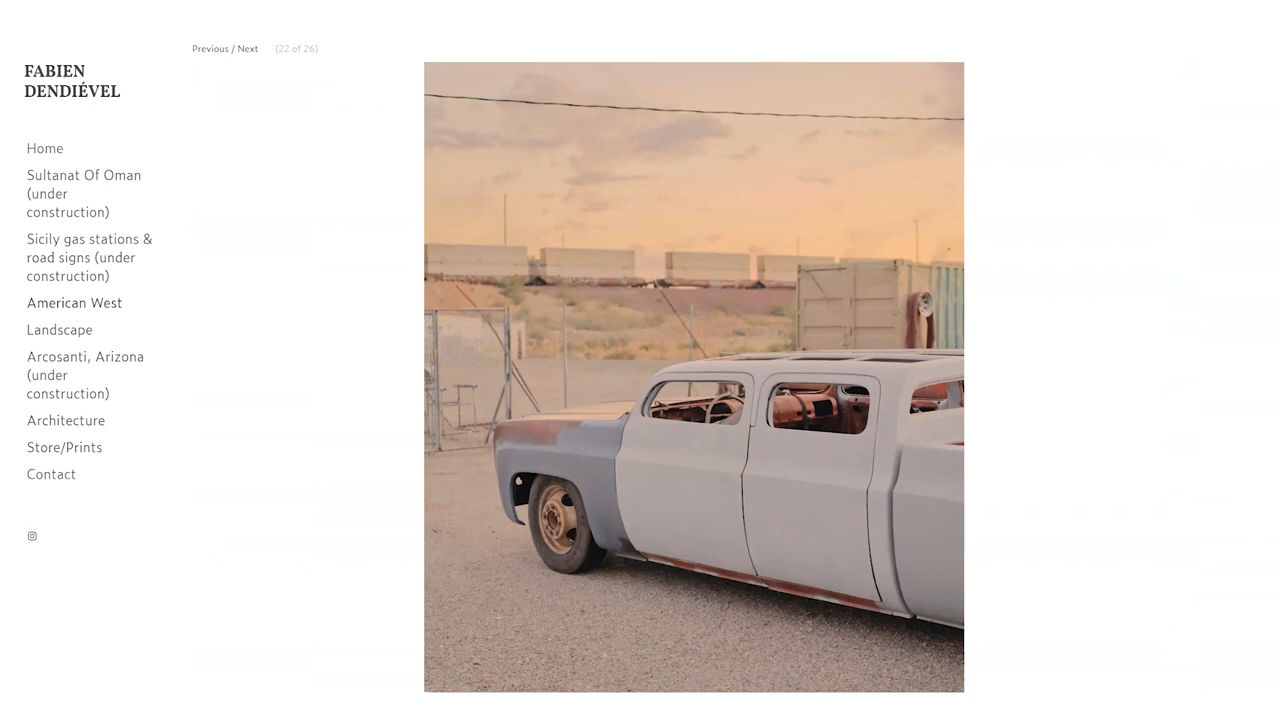 Previous / Next (22 of 26)
FABIEN
DENDIÉVEL
Home
Sultanat Of Oman
(under
construction)
Sicily gas stations &
road signs (under
construction)
American West
Landscape
Arcosanti, Arizona
(under
construction)
Architecture
Store/Prints
Contact